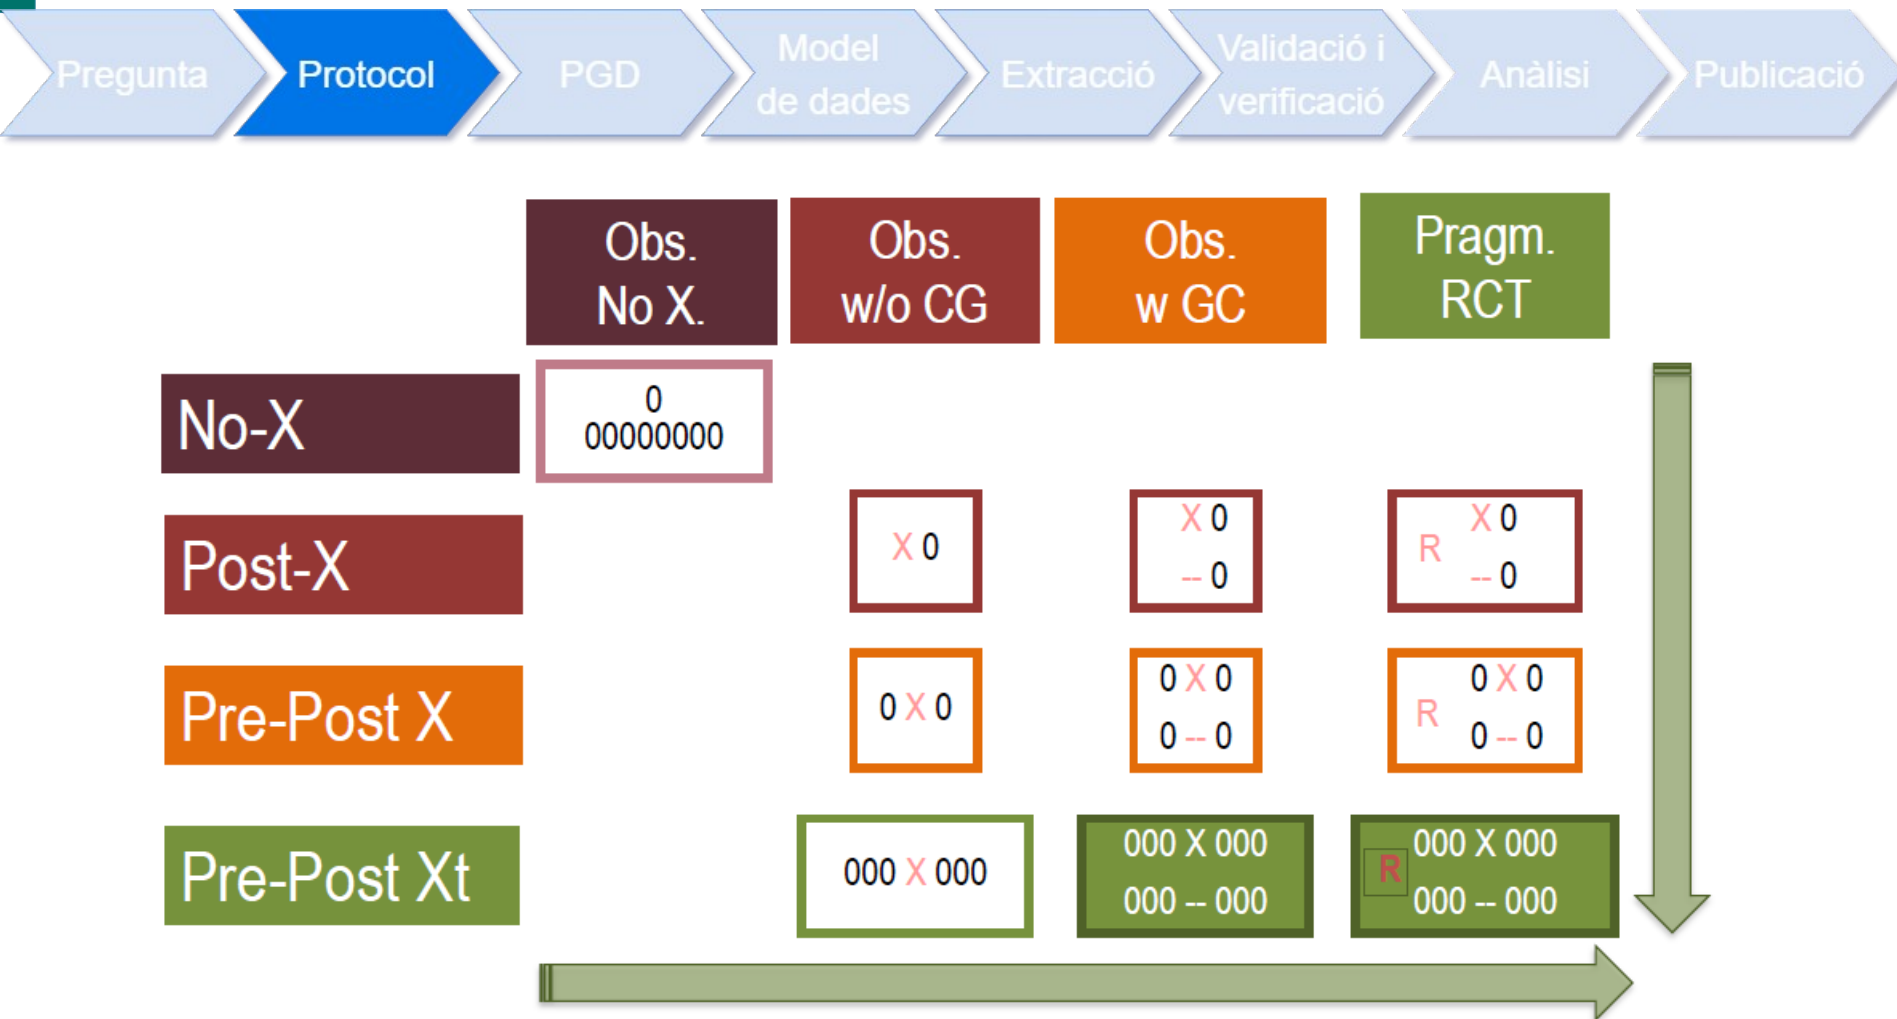 Pregunta
Protocol
PGD
Model
de dades
Extracció
Validació i
verificació
Anàlisi
Publicació
Obs.
No X.
Obs.
w/o CG
Obs.
w GC
Pragm.
RCT
No-X
0
00000000
Post-X
X 0
X 0
-- 0
R
X 0
-- 0
Pre-Post X
0 X 0
0 X 0
0 -- 0
R
0 X 0
0 -- 0
Pre-Post Xt
000 X 000
000 X 000
000 -- 000
R
000 X 000
000 -- 000